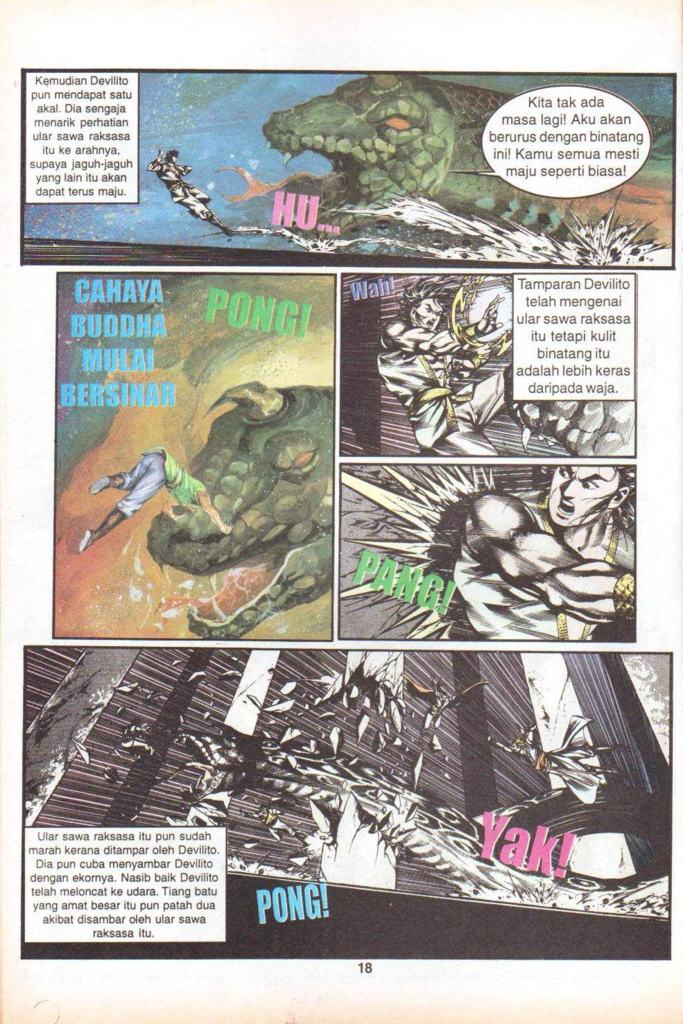 Kemudian Devilito
pun mendapat satu
akal. Dia sengaja
menarik perhatian
ular sawa raksasa
itu ke arahnya,
supaya jaguh-jaguh
yang lain itu akan
dapat terus maju.
Kita tak ada
masa lagi! Aku akan
berurus dengan binatang
ini! Kamu semua mesti
maju seperti biasa!
HU...
CAHAYA
BUDDHA
MULAI
BERSINAR
PONG!
Wah!
Tamparan Devilito
telah mengenai
ular sawa raksasa
itu tetapi kulit
binatang itu
adalah lebih keras
daripada waja.
PANG!
Ular sawa raksasa itu pun sudah
marah kerana ditampar oleh Devilito.
Dia pun cuba menyambar Devilito
dengan ekornya. Nasib baik Devilito
telah meloncat ke udara. Tiang batu
yang amat besar itu pun patah dua
akibat disambar oleh ular sawa
raksasa itu.
PONG!
Yak!
18